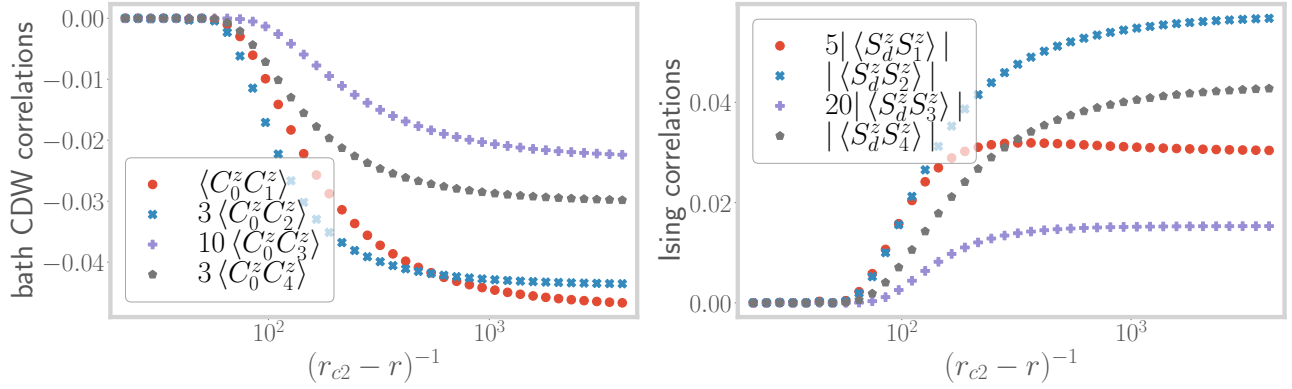 bath CDW correlations
0.00
−0.01
−0.02
−0.03
−0.04
⟨C_0^z C_1^z⟩
3 ⟨C_0^z C_2^z⟩
10 ⟨C_0^z C_3^z⟩
3 ⟨C_0^z C_4^z⟩
10^2
10^3
(r_{c2} − r)^{−1}
Ising correlations
0.04
0.02
0.00
5| ⟨S_d^z S_1^z⟩ |
| ⟨S_d^z S_2^z⟩ |
20| ⟨S_d^z S_3^z⟩ |
| ⟨S_d^z S_4^z⟩ |
10^2
10^3
(r_{c2} − r)^{−1}